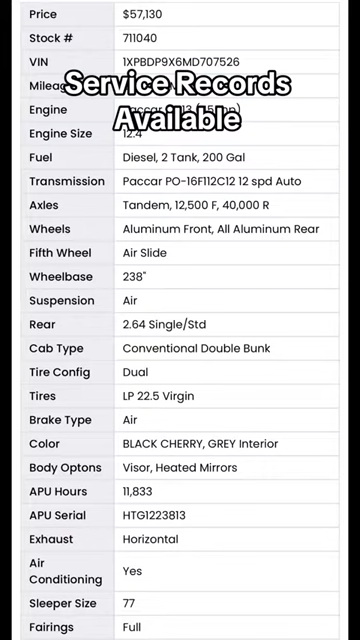 Price $57,130
Stock # 711040
VIN 1XPBDP9X6MD707526
Service Records
Available
Engine
Engine Size 12.4
Fuel Diesel, 2 Tank, 200 Gal
Transmission Paccar PO-16F112C12 12 spd Auto
Axles Tandem, 12,500 F, 40,000 R
Wheels Aluminum Front, All Aluminum Rear
Fifth Wheel Air Slide
Wheelbase 238"
Suspension Air
Rear 2.64 Single/Std
Cab Type Conventional Double Bunk
Tire Config Dual
Tires LP 22.5 Virgin
Brake Type Air
Color BLACK CHERRY, GREY Interior
Body Optons Visor, Heated Mirrors
APU Hours 11,833
APU Serial HTG1223813
Exhaust Horizontal
Air
Conditioning Yes
Sleeper Size 77
Fairings Full